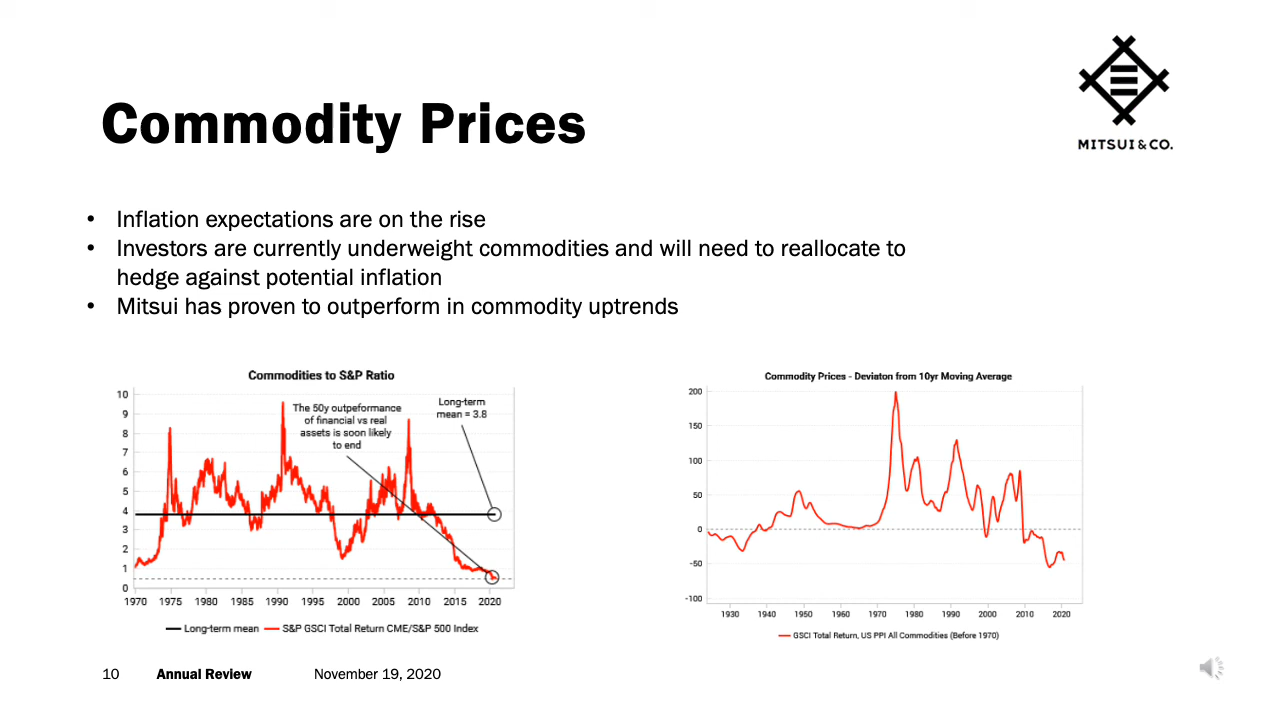 MITSUI & CO.
Commodity Prices
• Inflation expectations are on the rise
• Investors are currently underweight commodities and will need to reallocate to
hedge against potential inflation
• Mitsui has proven to outperform in commodity uptrends
Commodities to S&P Ratio
10
9
8
7
6
5
4
3
2
1
0
The 50y outpeformance
of financial vs real
assets is soon likely
to end
Long-term
mean = 3.8
1970 1975 1980 1985 1990 1995 2000 2005 2010 2015 2020
Long-term mean S&P GSCI Total Return CME/S&P 500 Index
Commodity Prices - Deviaton from 10yr Moving Average
200
150
100
50
0
-50
-100
1930 1940 1950 1960 1970 1980 1990 2000 2010 2020
GSCI Total Return, US PPI All Commodities (Before 1970)
10 Annual Review November 19, 2020